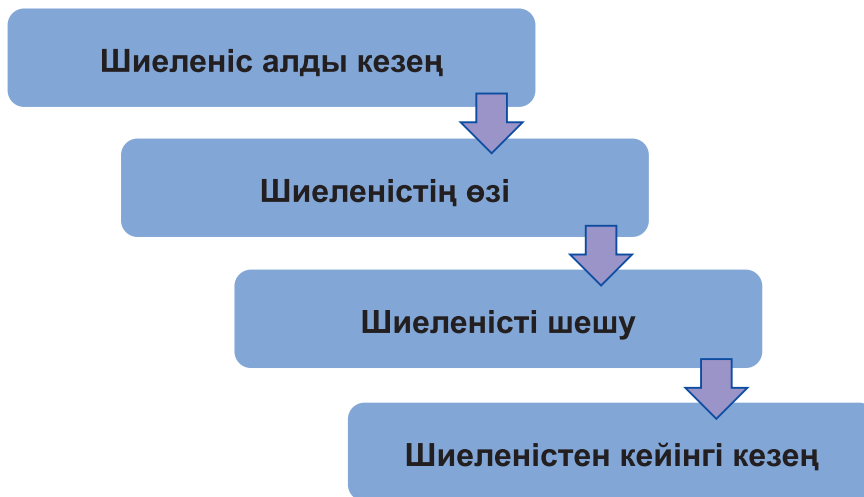 Шиеленіс алды кезең
Шиеленістің өзі
Шиеленісті шешу
Шиеленістен кейінгі кезең